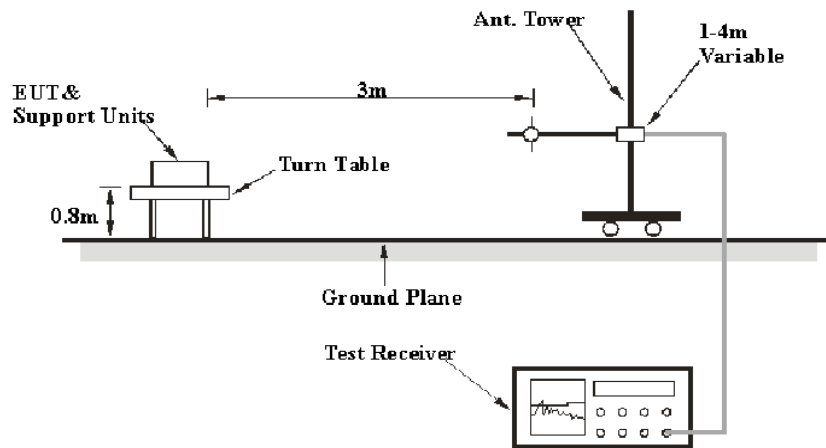 Ant. Tower
1-4m
Variable
EUT&
Support Units
3m
Turn Table
0.8m
Ground Plane
Test Receiver